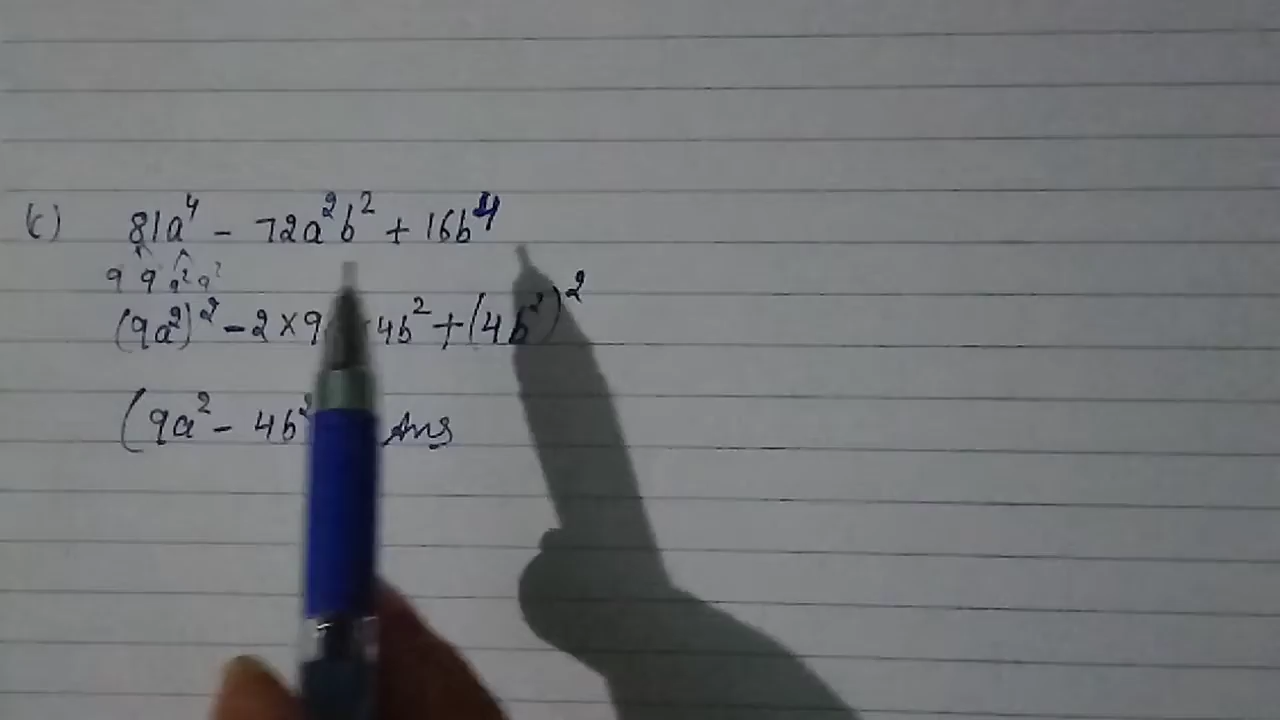 (c) 81a⁴ - 72a²b² + 16b⁴
9 9 a² a²
(9a²)² - 2 × 9 4b² + (4b²)²
(9a² - 4b² Ans